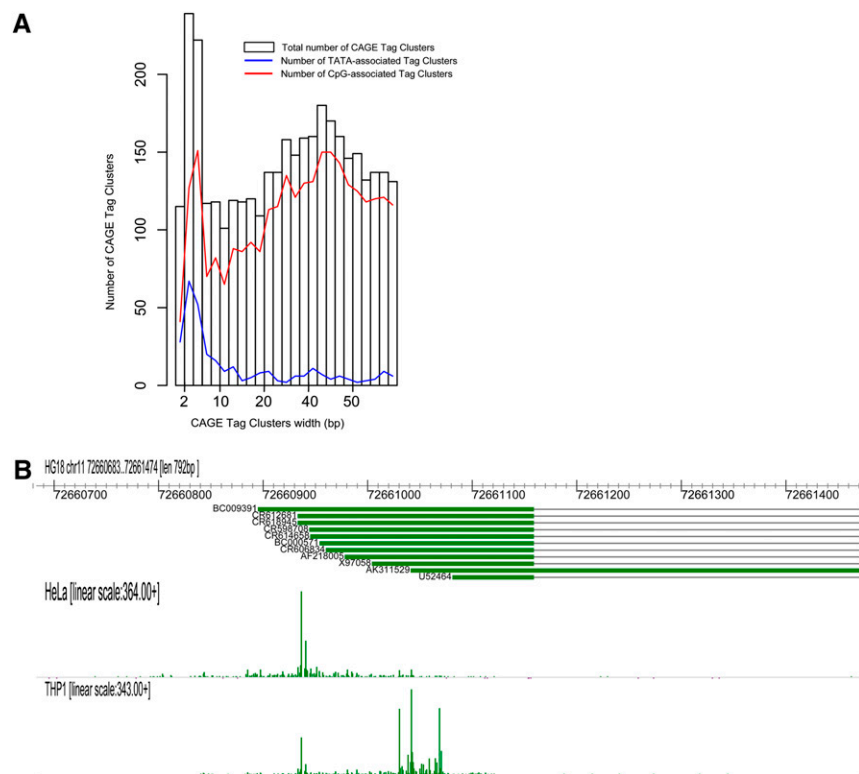 A
Total number of CAGE Tag Clusters
Number of TATA-associated Tag Clusters
Number of CpG-associated Tag Clusters
Number of CAGE Tag Clusters
200
150
100
50
0
2 10 20 40 50
CAGE Tag Clusters width (bp)
B
HG18 chr11 72660683..72661474 [len 792bp ]
72660700 72660800 72660900 72661000 72661100 72661200 72661300 72661400
BC009391
CR612681
CR618945
CR598708
CR614658
BC000571
CR606834
AF218005
X97058
AK311529
U52464
HeLa [linear scale:364.00+]
THP1 [linear scale:343.00+]